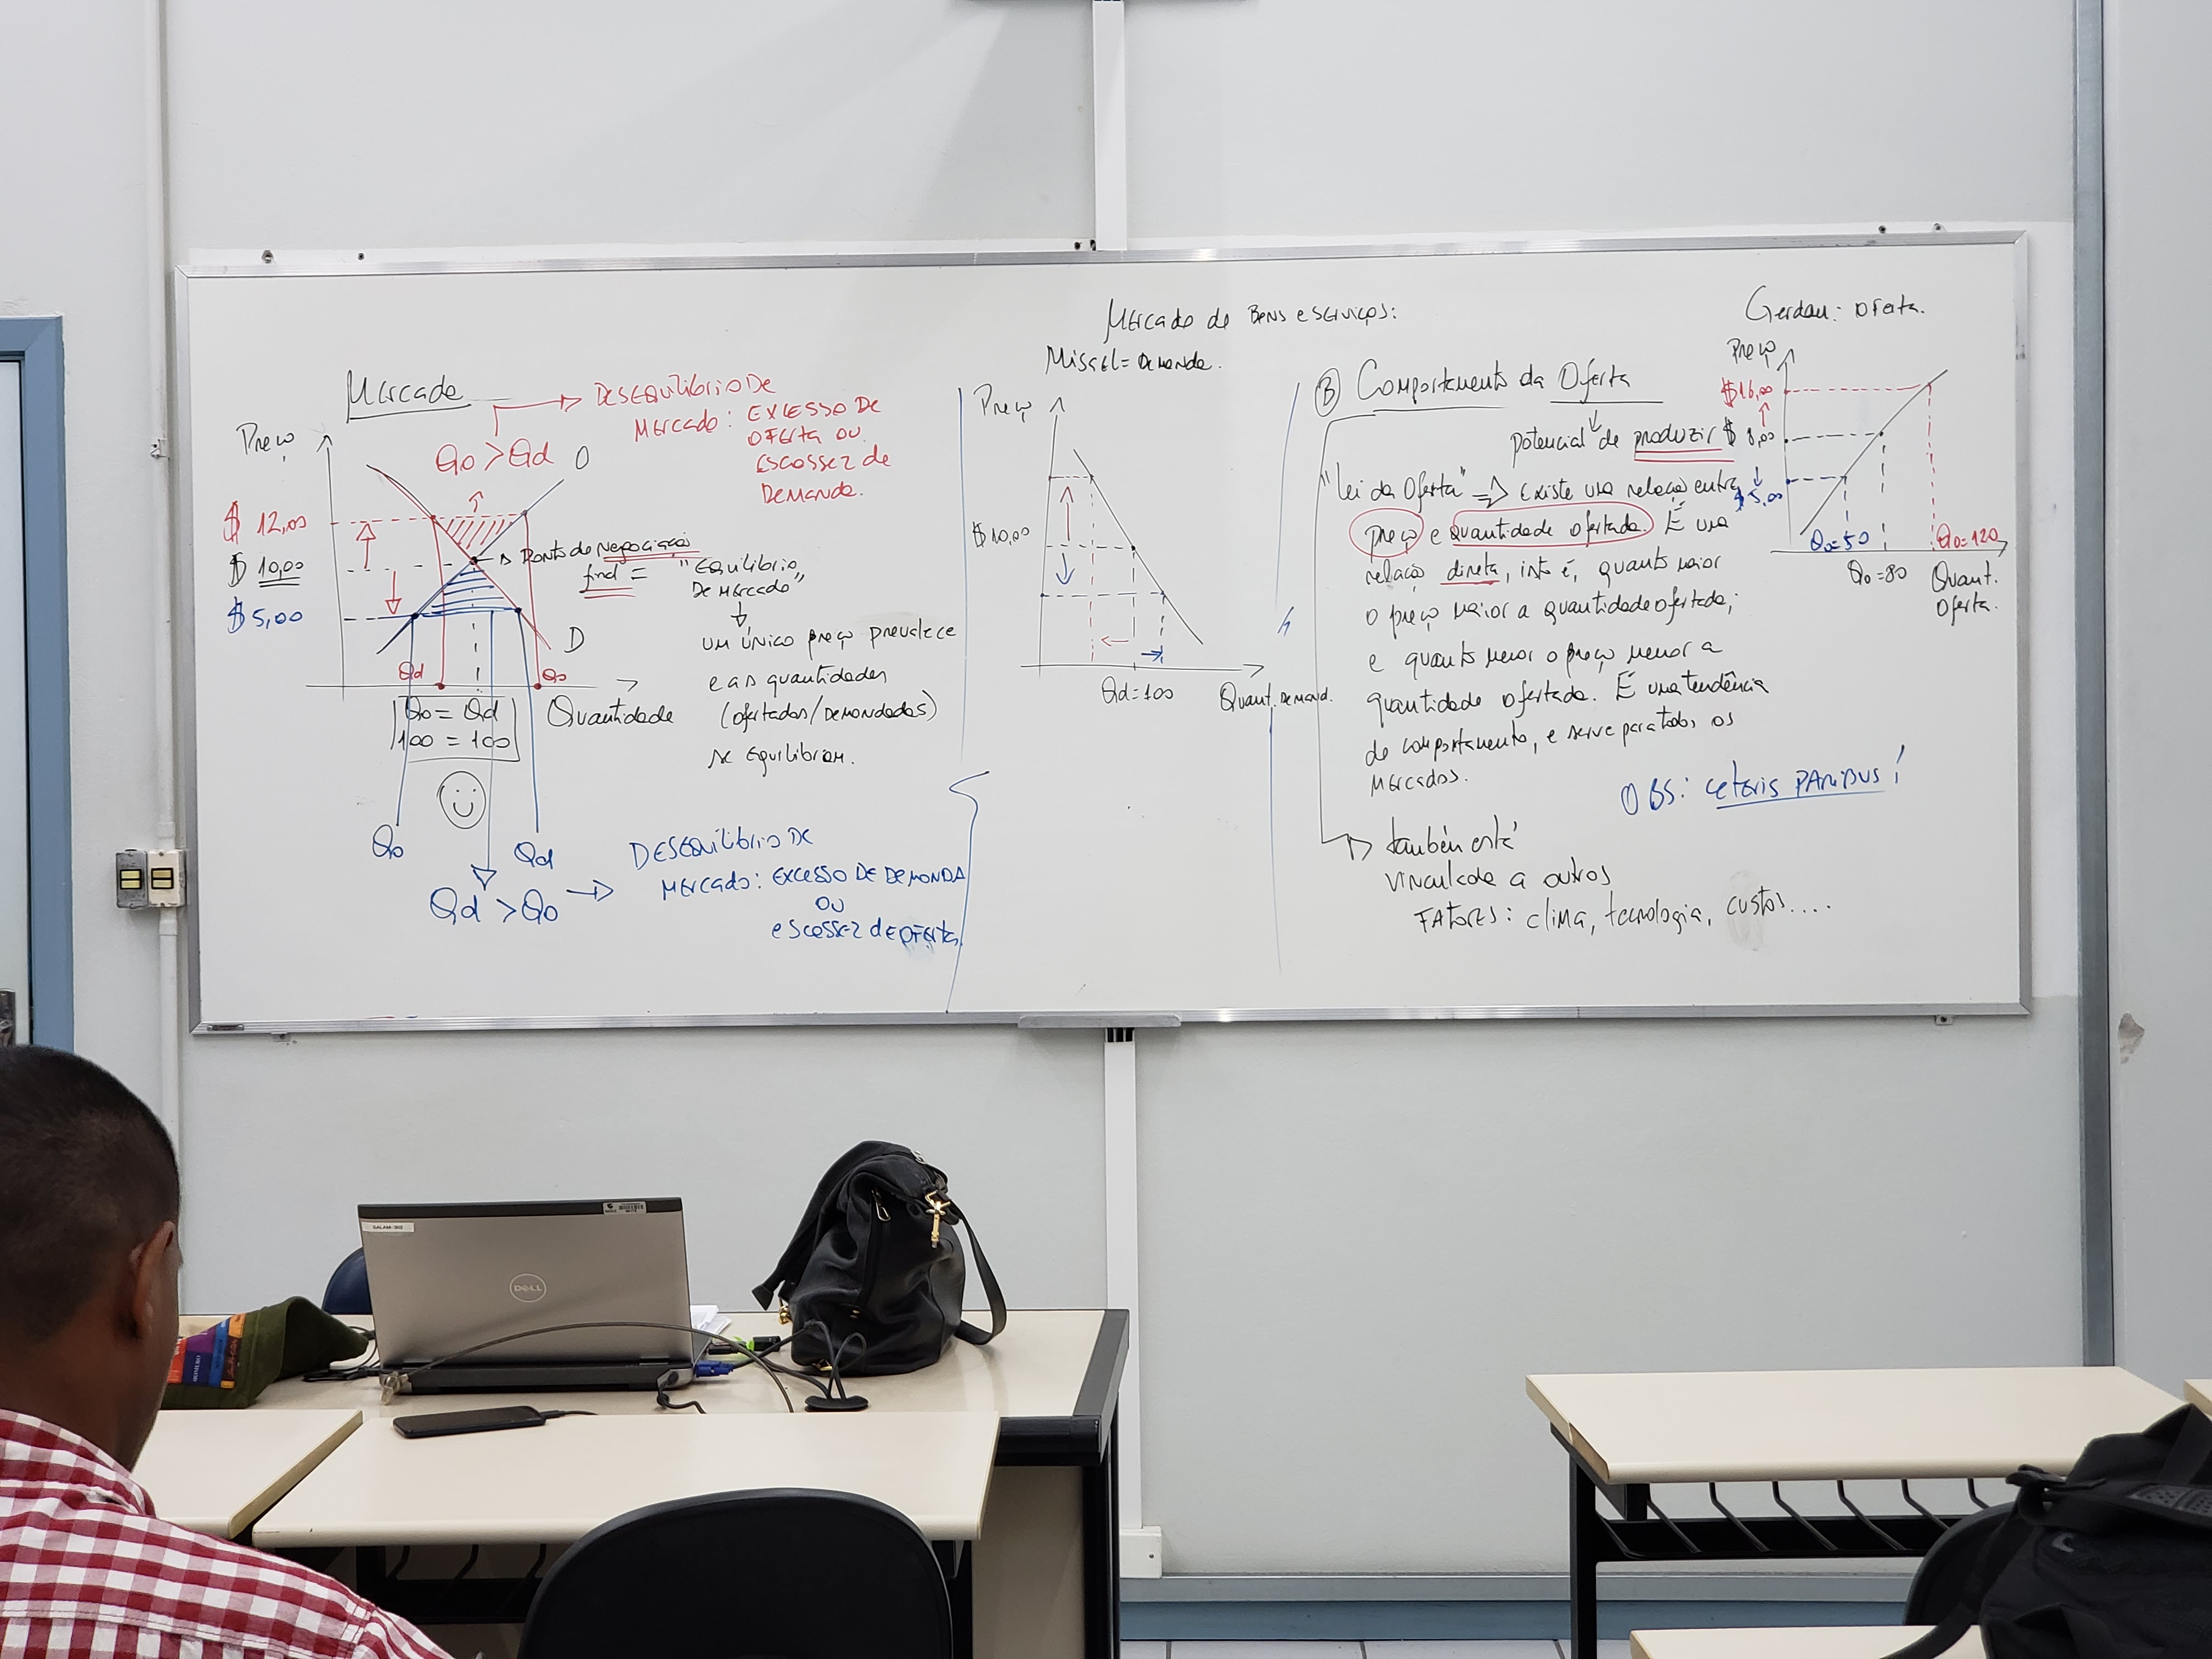 Mercado de Bens e serviços:
Mercado
Preço
Qo > Qd
O
DESEQUILIBRIO DE
MERCADO: EXCESSO DE
OFERTA OU
ESCASSEZ de
DEMANDA.
$ 12,00
$ 10,00
$ 5,00
Ponto de negociação
final =
"EQUILIBRIO
DE MERCADO"
um único preço prevalece
e as quantidades
(ofertadas/DEMANDADAS)
se EQUILIBRAM.
D
Qd
Qo
Quantidade
Qo = Qd
100 = 100
Qo
Qd
Qd > Qo
DESEQUILIBRIO DE
MERCADO: EXCESSO DE DEMANDA
OU
escassez de OFERTA.
= Demanda.
Preço
$ 10,00
Qd = 100
Quant. DEMAND.
B Comportamento da Oferta
potencial de produzir
"Lei da Oferta" => Existe uma relação entre
preço e quantidade ofertada. É uma
relação direta, isto é, quanto maior
o preço maior a quantidade ofertada;
e quanto menor o preço menor a
quantidade ofertada. É uma tendência
de comportamento, e serve para todos os
MERCADOS.
OBS: ceteris PARIBUS!
também está
vinculada a outros
FATORES: clima, tecnologia, custos....
Gerdau: Oferta.
Preço
$ 16,00
$ 8,00
$ 5,00
Qo = 50
Qo = 80
Qo = 120
Quant.
Oferta.
DELL